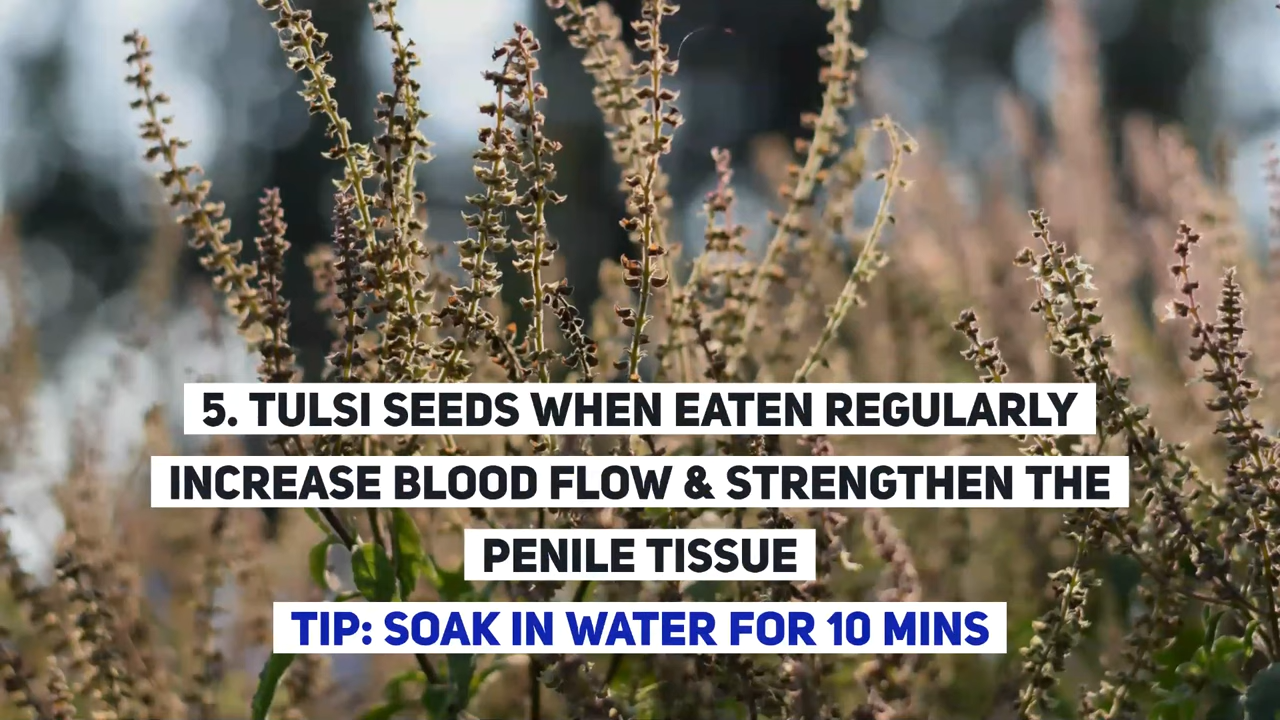 5. TULSI SEEDS WHEN EATEN REGULARLY
INCREASE BLOOD FLOW & STRENGTHEN THE
PENILE TISSUE
TIP: SOAK IN WATER FOR 10 MINS